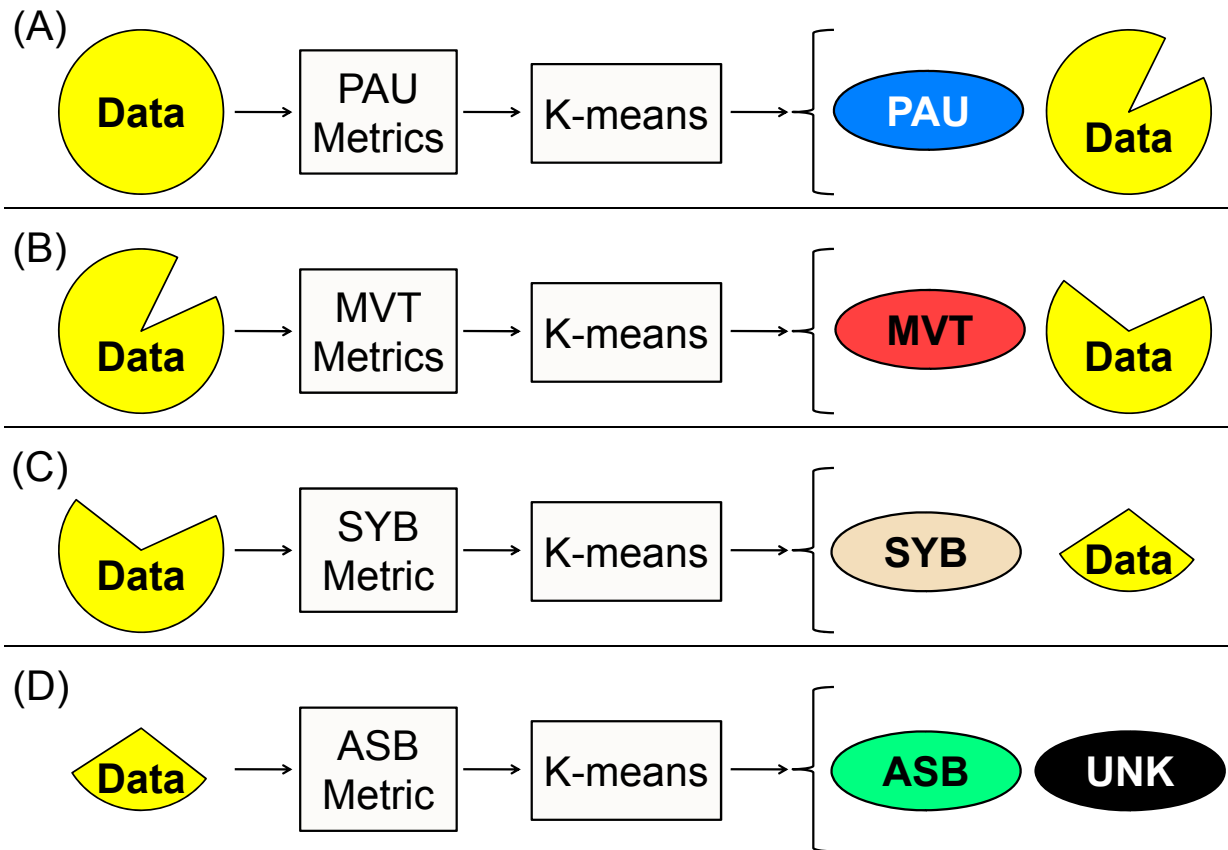 (A)
Data
PAU
Metrics
K-means
PAU
Data
(B)
Data
MVT
Metrics
K-means
MVT
Data
(C)
Data
SYB
Metric
K-means
SYB
Data
(D)
Data
ASB
Metric
K-means
ASB
UNK